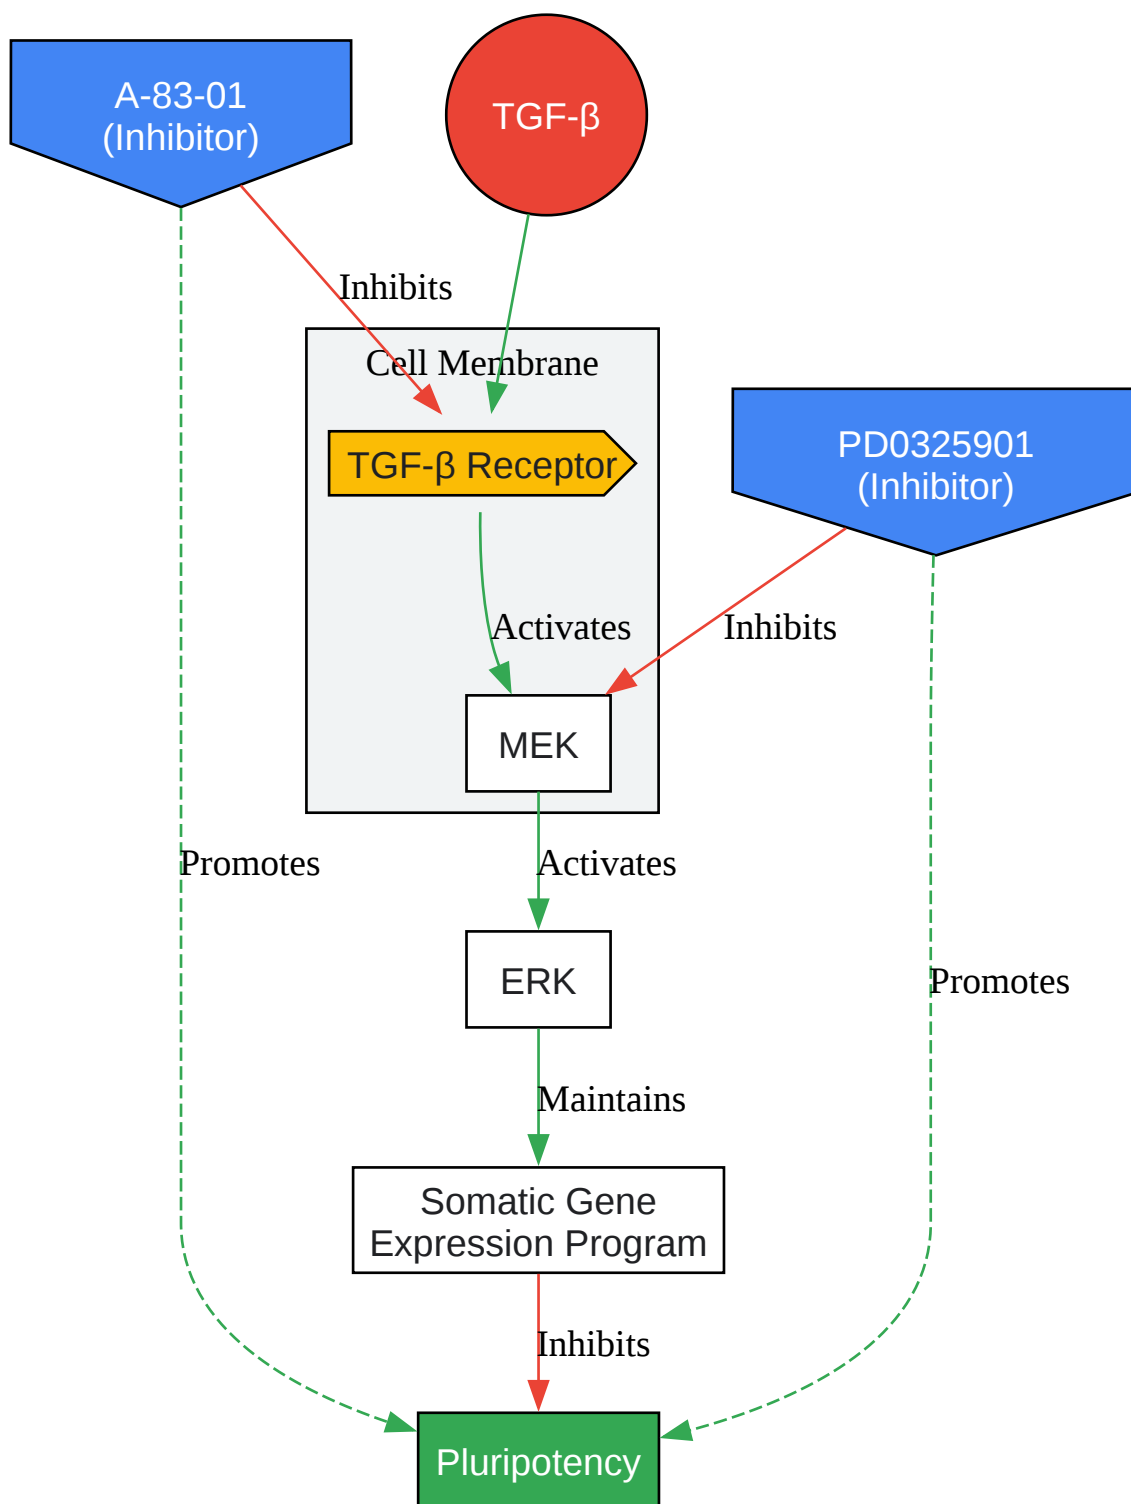 A-83-01
(Inhibitor)
TGF-β
Inhibits
Cell Membrane
TGF-β Receptor
PD0325901
(Inhibitor)
Activates
Inhibits
MEK
Promotes
Activates
ERK
Promotes
Maintains
Somatic Gene
Expression Program
Inhibits
Pluripotency